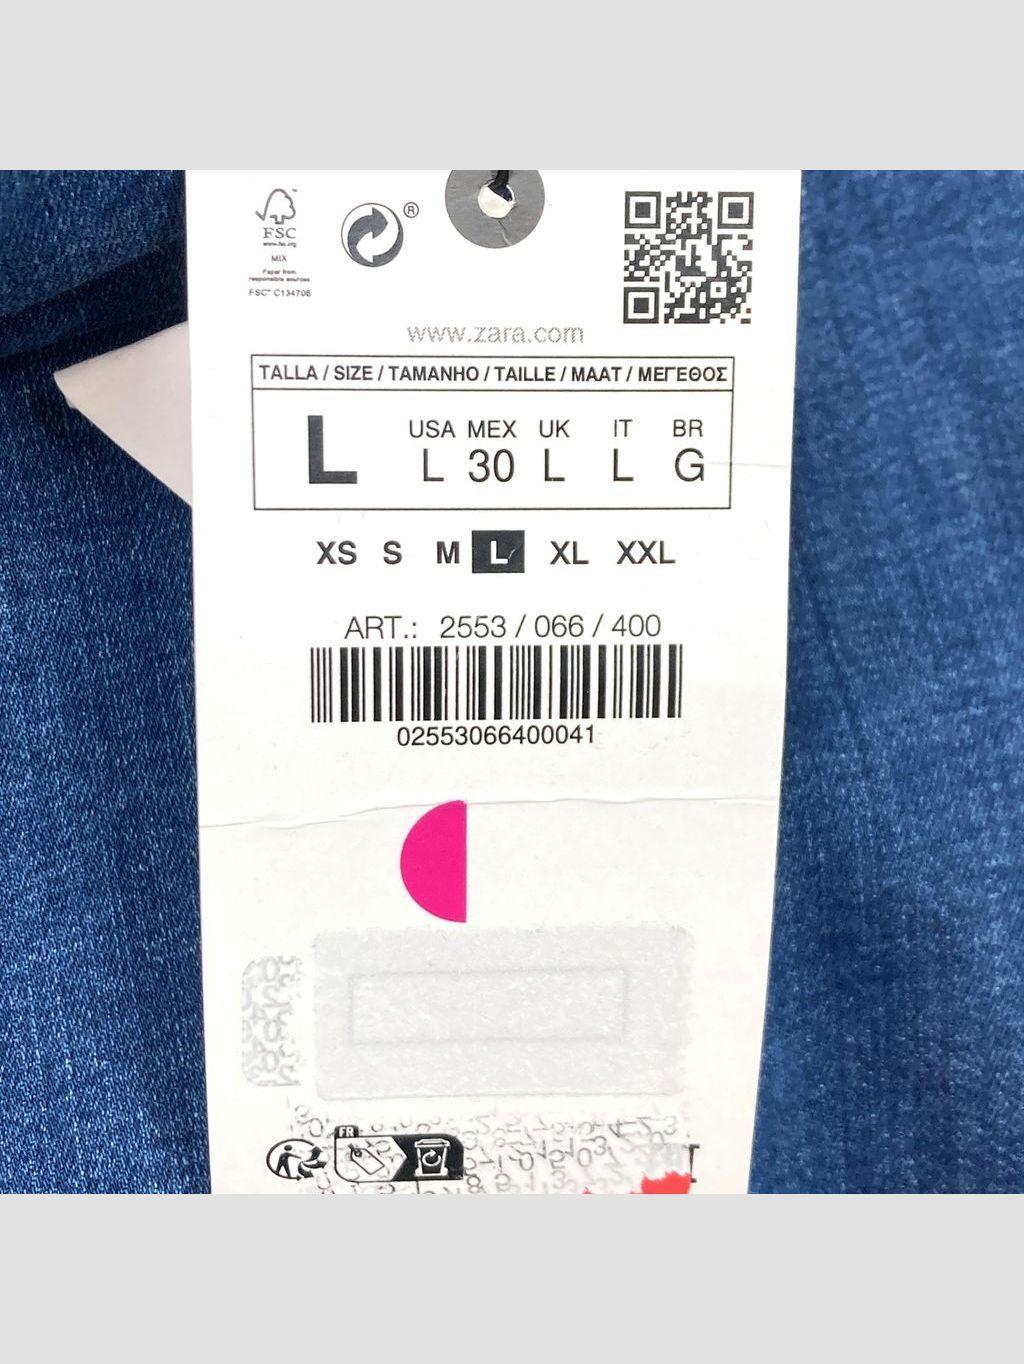 FSC
www.fsc.org
MIX
Paper from
responsible sources
FSC® C134708
®
www.zara.com
TALLA / SIZE / TAMANHO / TAILLE / MAAT / ΜΕΓΕΘΟΣ
L
USA MEX UK IT BR
L 30 L L G
XS S M L XL XXL
ART.: 2553 / 066 / 400
02553066400041
FR